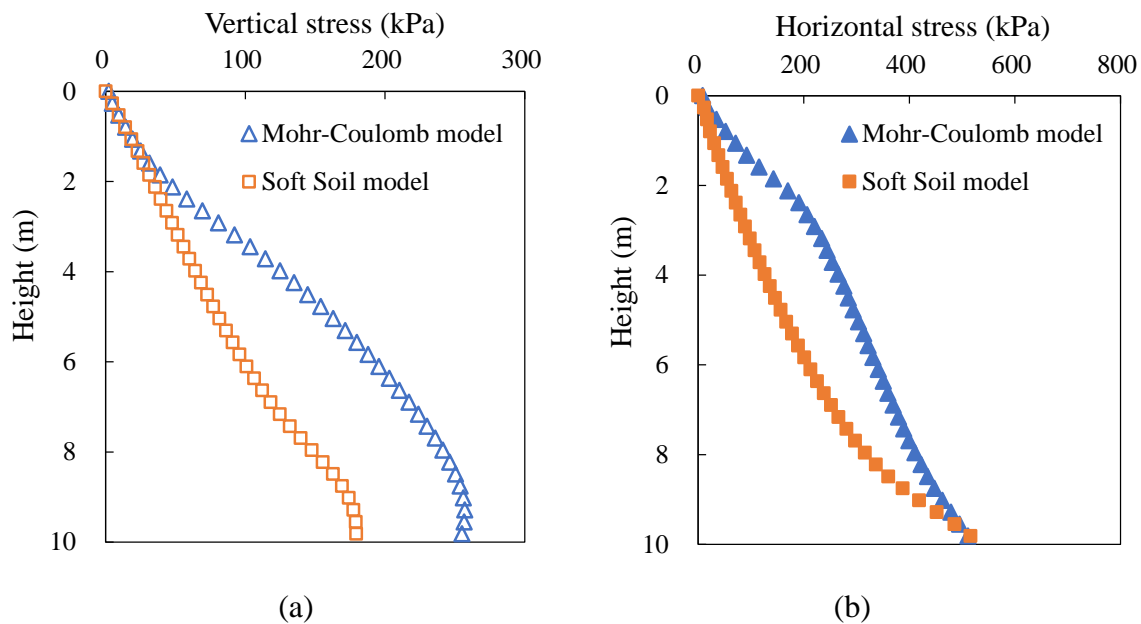 Vertical stress (kPa)
0 100 200 300
0
2
4
6
8
10
Height (m)
Mohr-Coulomb model
Soft Soil model
(a)
Horizontal stress (kPa)
0 200 400 600 800
0
2
4
6
8
10
Height (m)
Mohr-Coulomb model
Soft Soil model
(b)